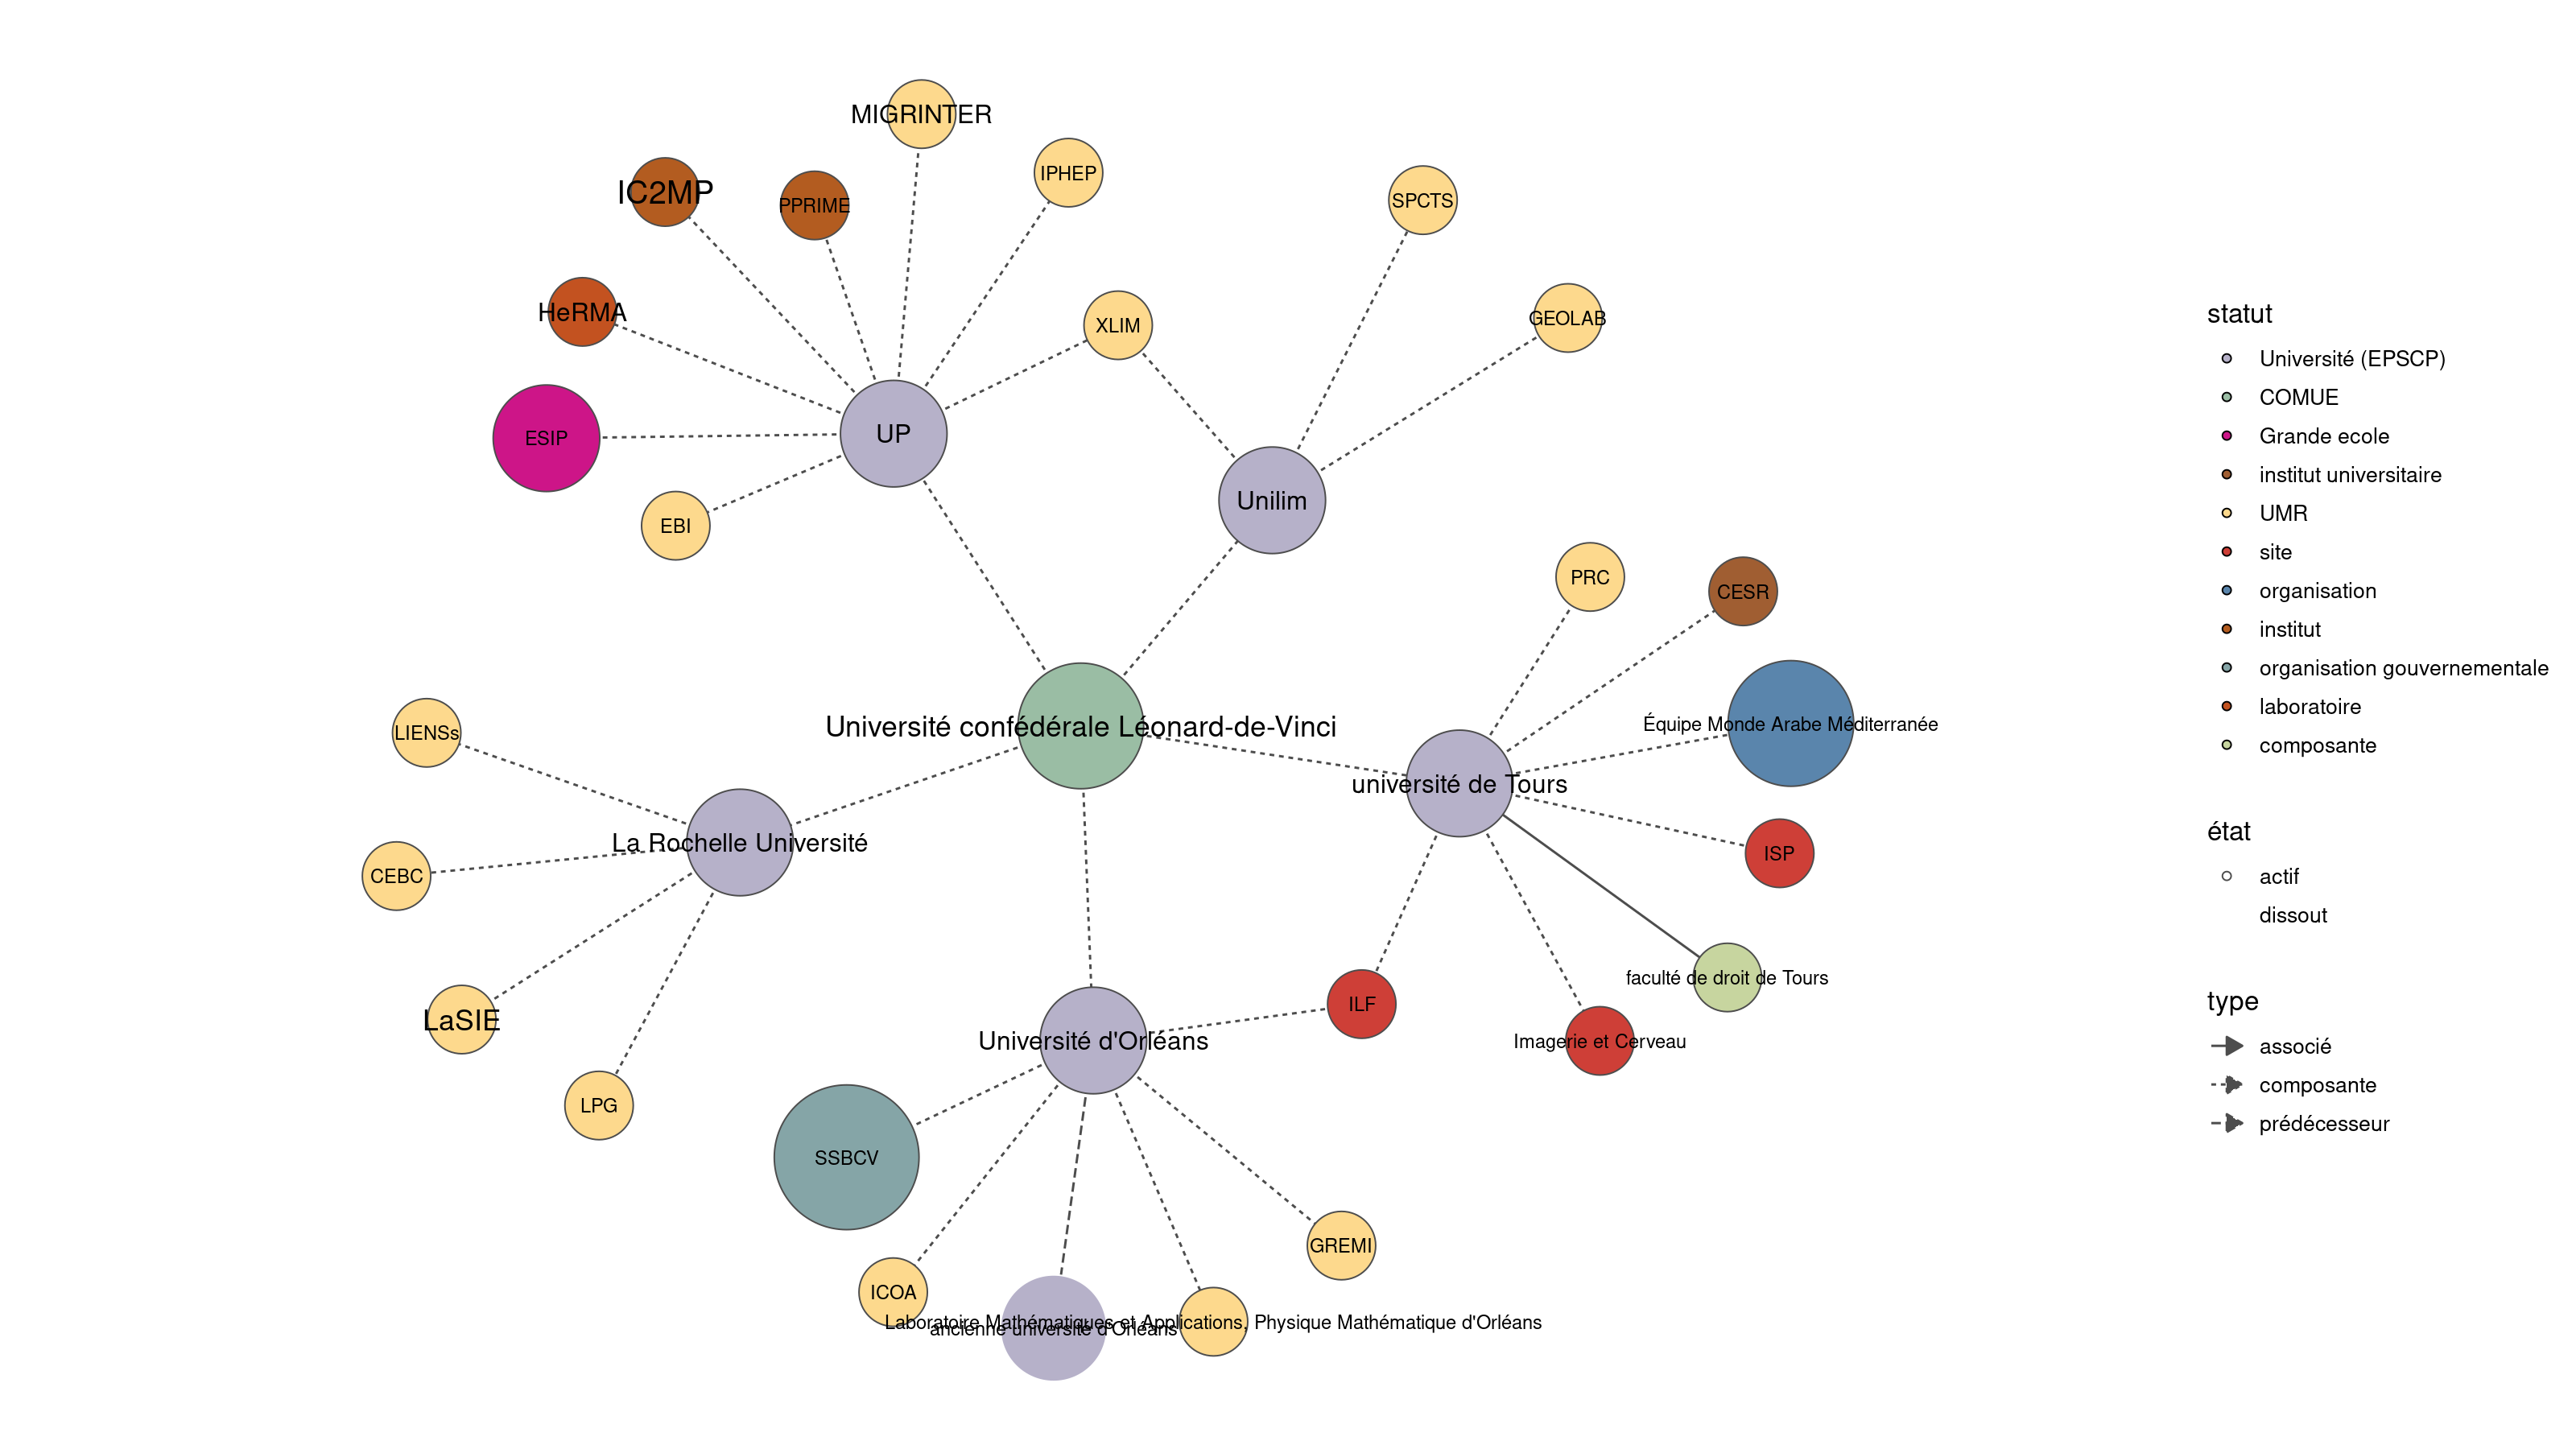 MIGRINTER
IPHEP
IC2MP
PPRIME
SPCTS
HeRMA
XLIM
GEOLAB
ESIP
UP
Unilim
EBI
PRC
CESR
Université confédérale Léonard-de-Vinci
Équipe Monde Arabe Méditerranée
LIENSs
université de Tours
La Rochelle Université
ISP
CEBC
faculté de droit de Tours
ILF
LaSIE
Université d'Orléans
Imagerie et Cerveau
LPG
SSBCV
GREMI
ICOA
Laboratoire Mathématiques et Applications, Physique Mathématique d'Orléans
ancienne université d'Orléans
statut
Université (EPSCP)
COMUE
Grande ecole
institut universitaire
UMR
site
organisation
institut
organisation gouvernementale
laboratoire
composante
état
actif
dissout
type
associé
composante
prédécesseur